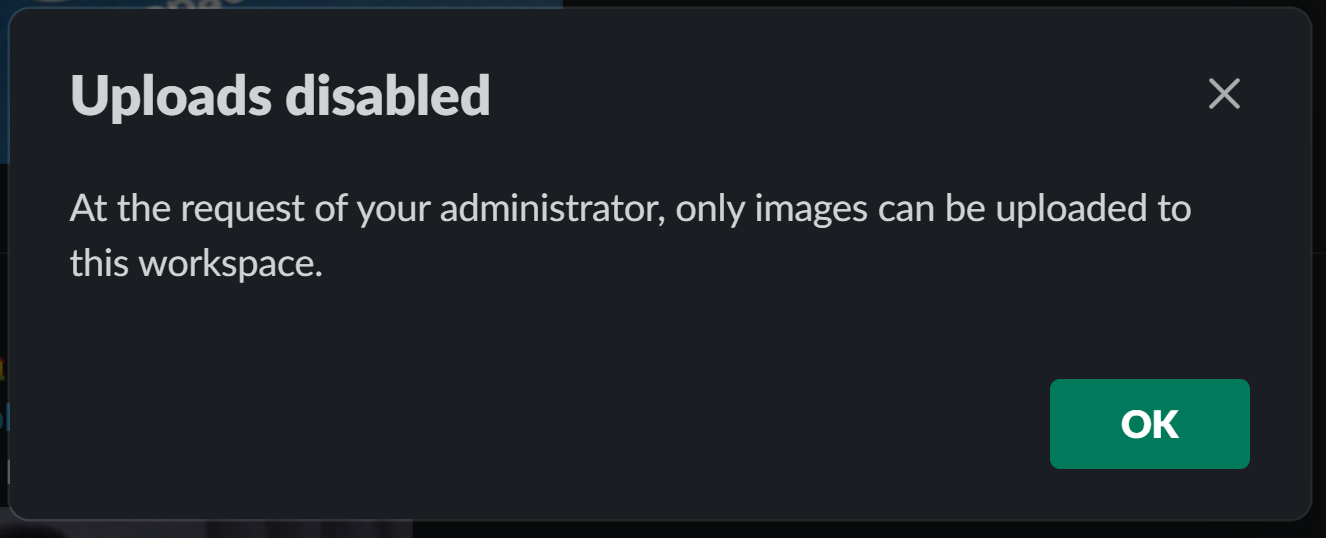 Uploads disabled
At the request of your administrator, only images can be uploaded to
this workspace.
OK